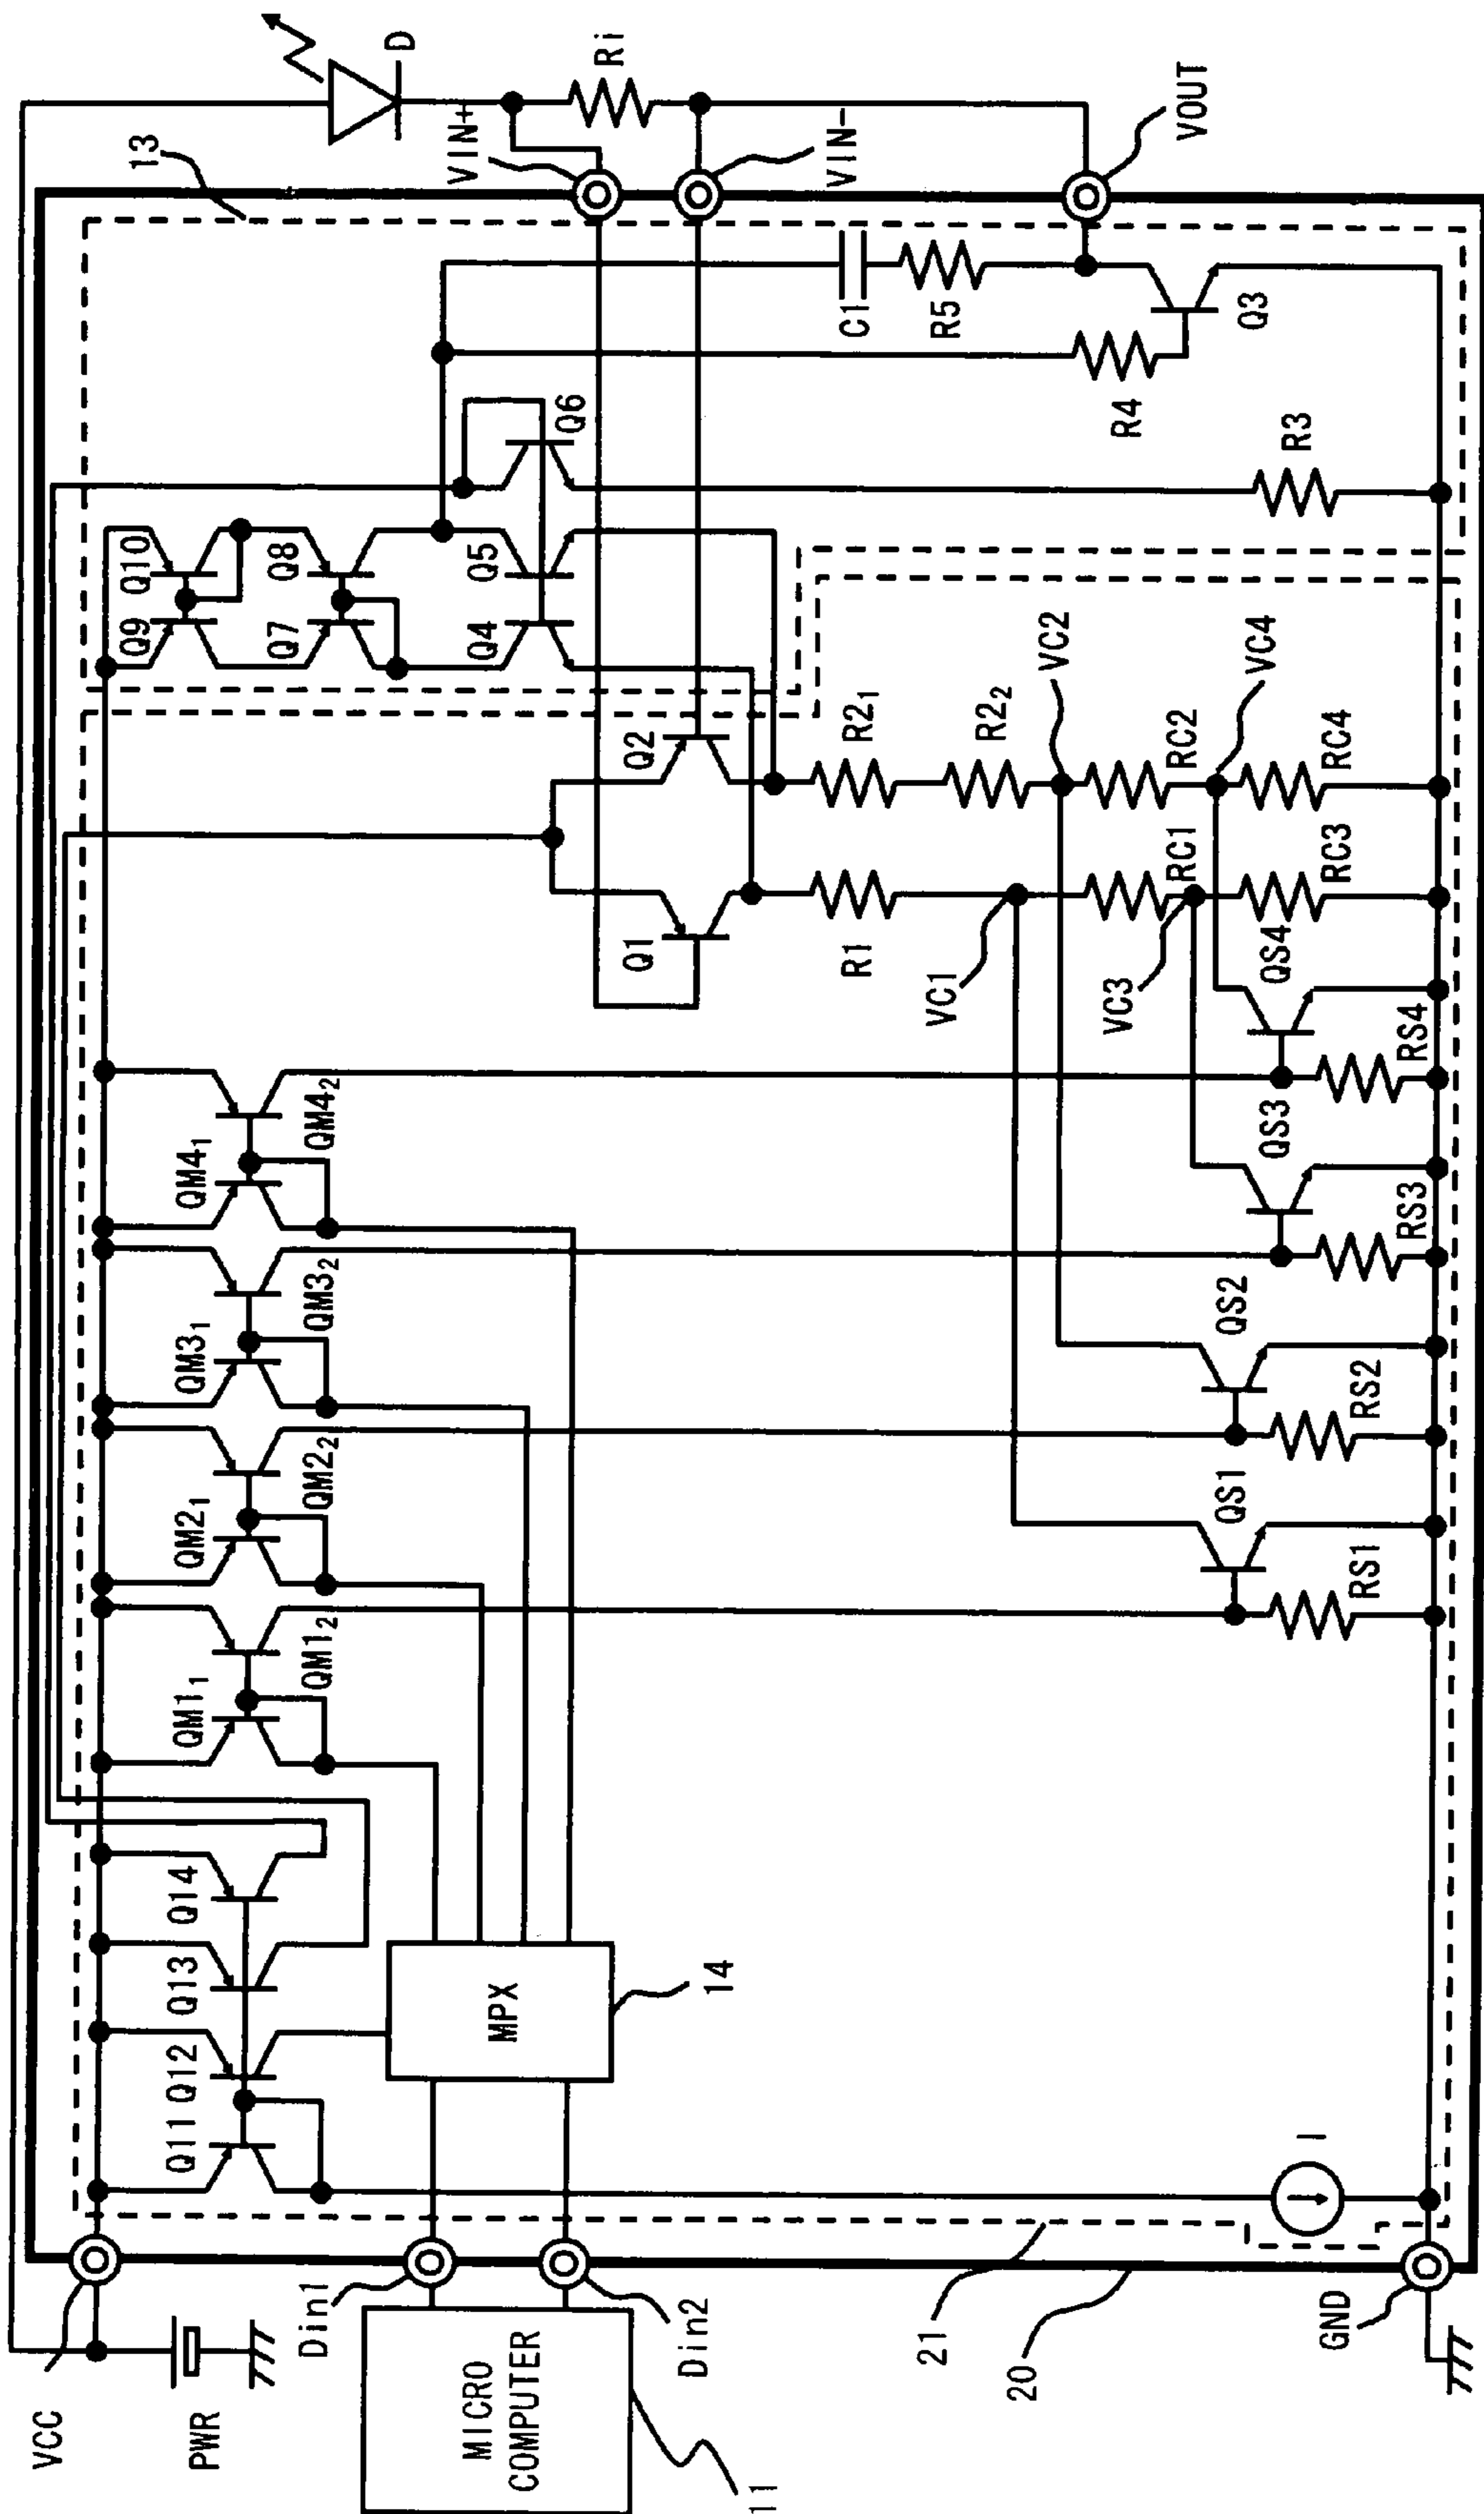 VCC
PWR
MICRO
COMPUTER
11
Din1
Din2
GND
20
21
I
MPX
14
Q11
Q12
Q13
Q14
QM1₁
QM1₂
QM2₁
QM2₂
QM3₁
QM3₂
QM4₁
QM4₂
QS1
RS1
QS2
RS2
QS3
RS3
QS4
RS4
VC1
VC3
Q1
R1
RC1
RC3
Q2
R2₁
R2₂
RC2
RC4
VC2
VC4
Q9
Q10
Q7
Q8
Q4
Q5
Q6
R3
R4
C1
R5
Q3
13
VIN+
VIN-
VOUT
D
Ri